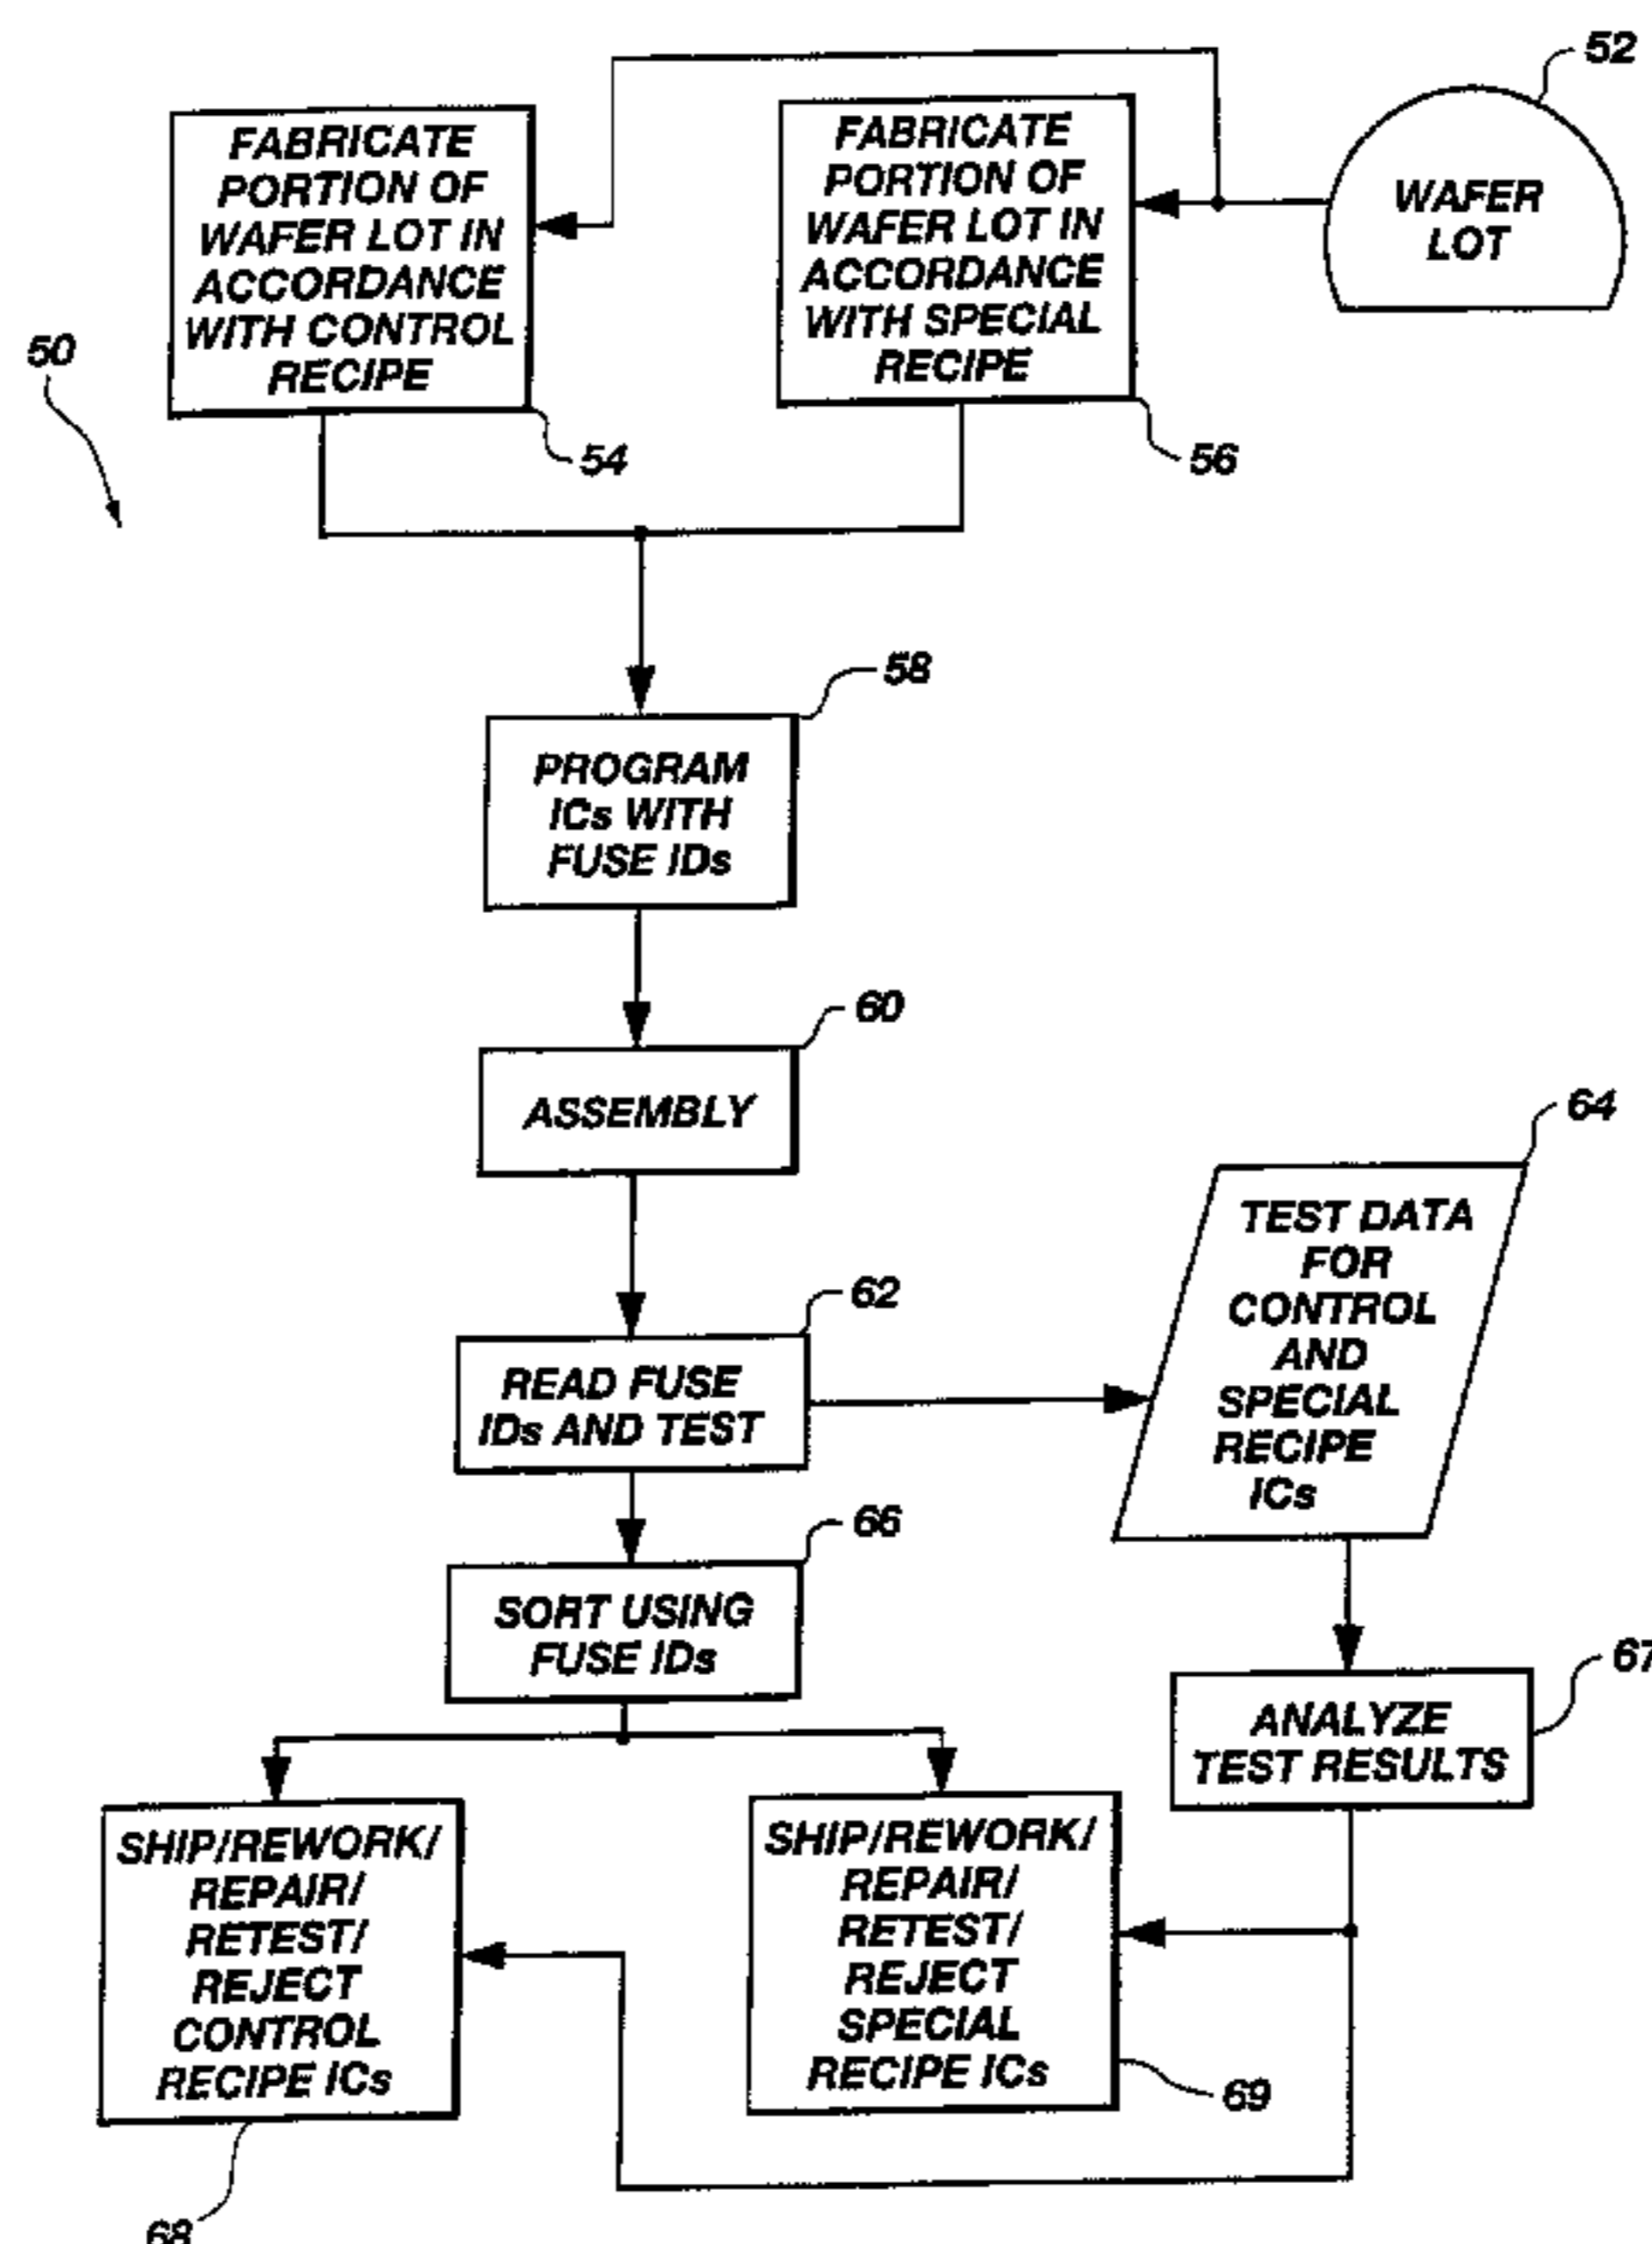 52
WAFER
LOT
FABRICATE
PORTION OF
WAFER LOT IN
ACCORDANCE
WITH CONTROL
RECIPE
54
FABRICATE
PORTION OF
WAFER LOT IN
ACCORDANCE
WITH SPECIAL
RECIPE
56
50
58
PROGRAM
ICs WITH
FUSE IDs
60
ASSEMBLY
62
READ FUSE
IDs AND TEST
64
TEST DATA
FOR
CONTROL
AND
SPECIAL
RECIPE
ICs
66
SORT USING
FUSE IDs
67
ANALYZE
TEST RESULTS
SHIP/REWORK/
REPAIR/
RETEST/
REJECT
CONTROL
RECIPE ICs
68
SHIP/REWORK/
REPAIR/
RETEST/
REJECT
SPECIAL
RECIPE ICs
69